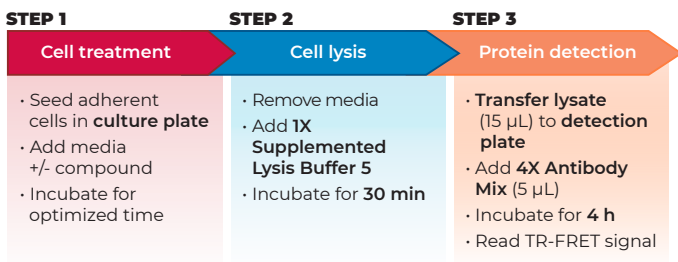 STEP 1
Cell treatment
· Seed adherent
cells in culture plate
· Add media
+/- compound
· Incubate for
optimized time
STEP 2
Cell lysis
· Remove media
· Add 1X
Supplemented
Lysis Buffer 5
· Incubate for 30 min
STEP 3
Protein detection
· Transfer lysate
(15 µL) to detection
plate
· Add 4X Antibody
Mix (5 µL)
· Incubate for 4 h
· Read TR-FRET signal